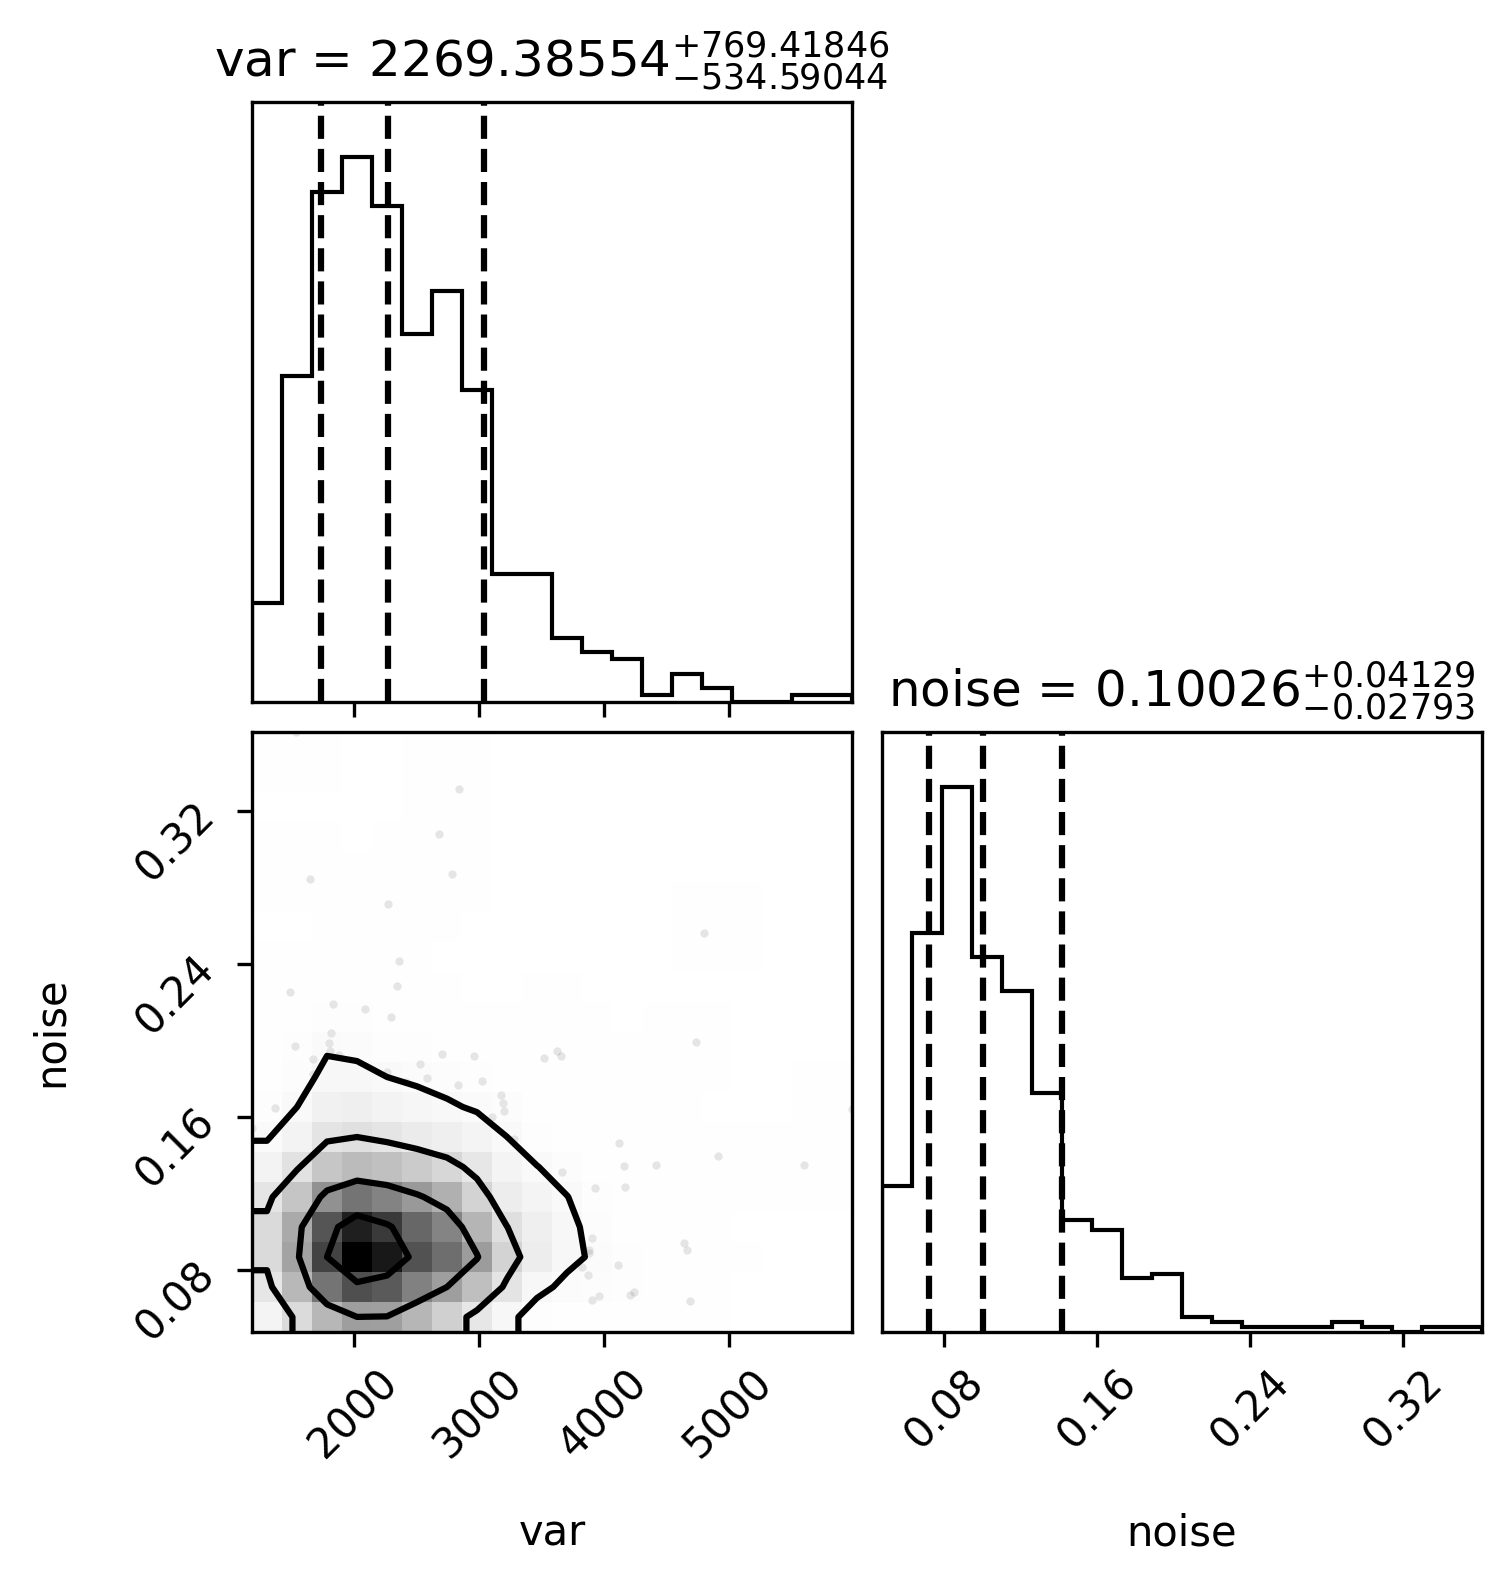 var = 2269.38554+769.41846−534.59044
noise = 0.10026+0.04129−0.02793
noise
0.32
0.24
0.16
0.08
2000 3000 4000 5000
0.08 0.16 0.24 0.32
var
noise